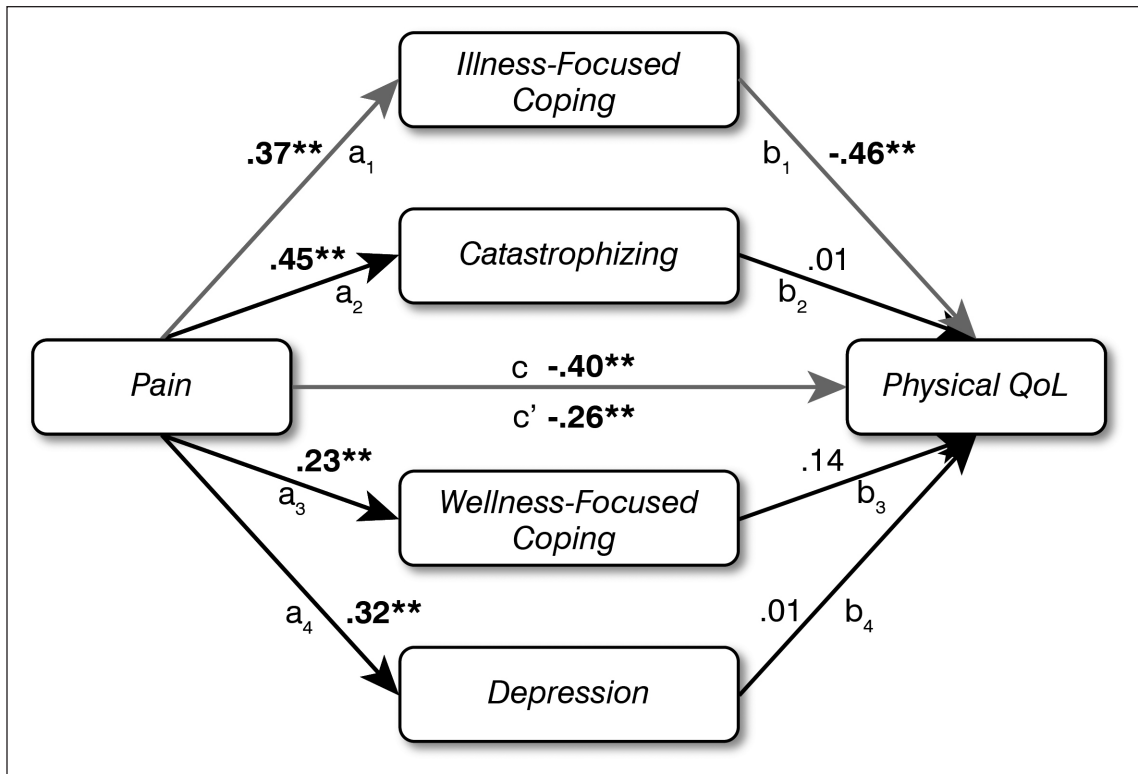 Illness-Focused
Coping
.37** a₁
b₁ -.46**
Catastrophizing
.45**
a₂
.01
b₂
Pain
c -.40**
c’ -.26**
Physical QoL
.23**
a₃
Wellness-Focused
Coping
.14
b₃
a₄ .32**
.01 b₄
Depression